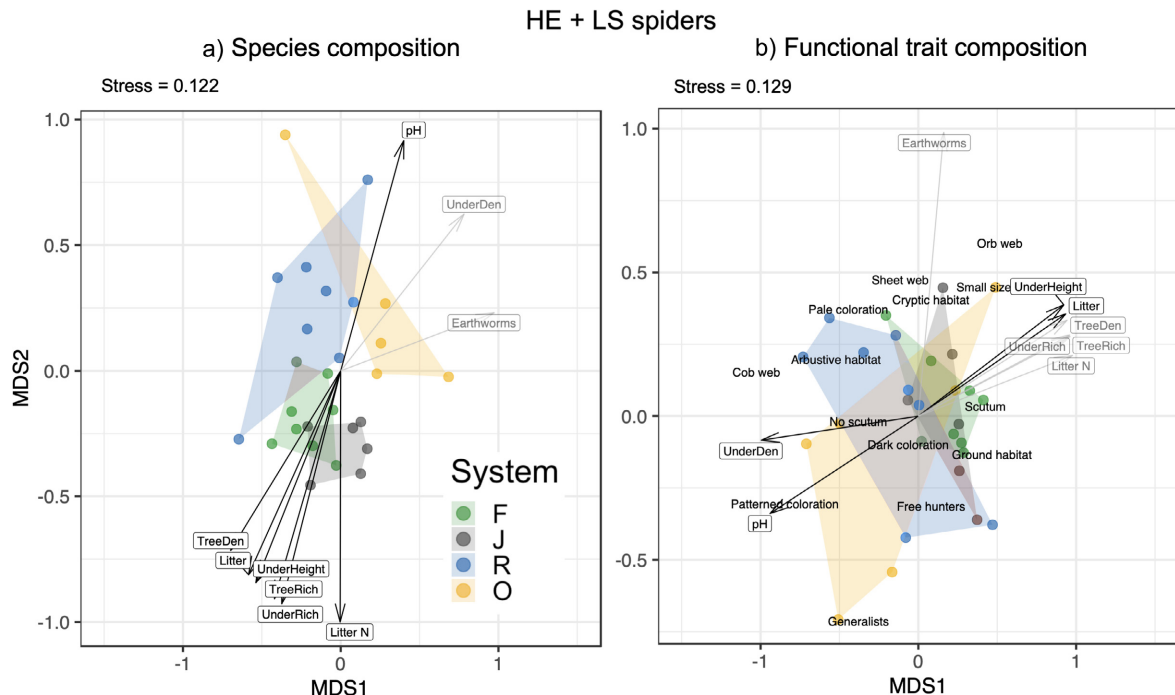 HE + LS spiders
a) Species composition
Stress = 0.122
MDS2
1.0
0.5
0.0
-0.5
-1.0
pH
UnderDen
Earthworms
TreeDen
Litter
UnderHeight
TreeRich
UnderRich
Litter N
System
F
J
R
O
-1
0
1
MDS1
b) Functional trait composition
Stress = 0.129
1.0
0.5
0.0
-0.5
Earthworms
Orb web
Sheet web
Small size
UnderHeight
Cryptic habitat
Litter
Pale coloration
TreeDen
UnderRich
TreeRich
Arbustive habitat
Litter N
Cob web
Scutum
No scutum
Dark coloration
UnderDen
Ground habitat
Patterned coloration
Free hunters
pH
Generalists
-1
0
1
MDS1